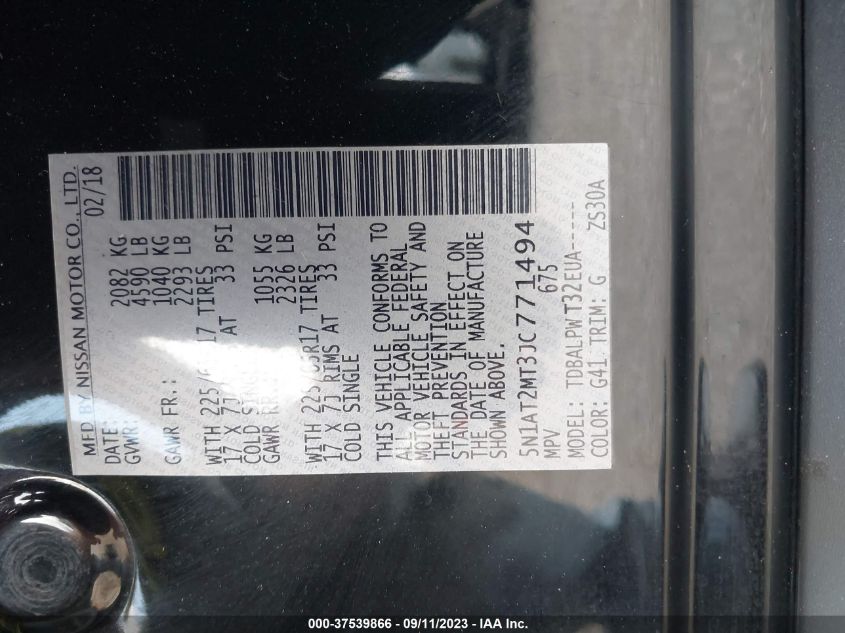 MFD BY NISSAN MOTOR CO., LTD.
DATE: 02/18
GVWR: 2082 KG
4590 LB
GAWR FR.: 1040 KG
2293 LB
WITH 225/ R17 TIRES
17 X 7J AT 33 PSI
COLD SINGLE
GAWR RR. 1055 KG
2326 LB
WITH 225/65R17 TIRES
17 X 7J RIMS AT 33 PSI
COLD SINGLE
THIS VEHICLE CONFORMS TO
ALL APPLICABLE FEDERAL
MOTOR VEHICLE SAFETY AND
THEFT PREVENTION
STANDARDS IN EFFECT ON
THE DATE OF MANUFACTURE
SHOWN ABOVE.
5N1AT2MT3JC771494
MPV 675
MODEL: TDBALPWT32EUA-----
COLOR: G41 TRIM: G ZS30A
000-37539866 - 09/11/2023 - IAA Inc.